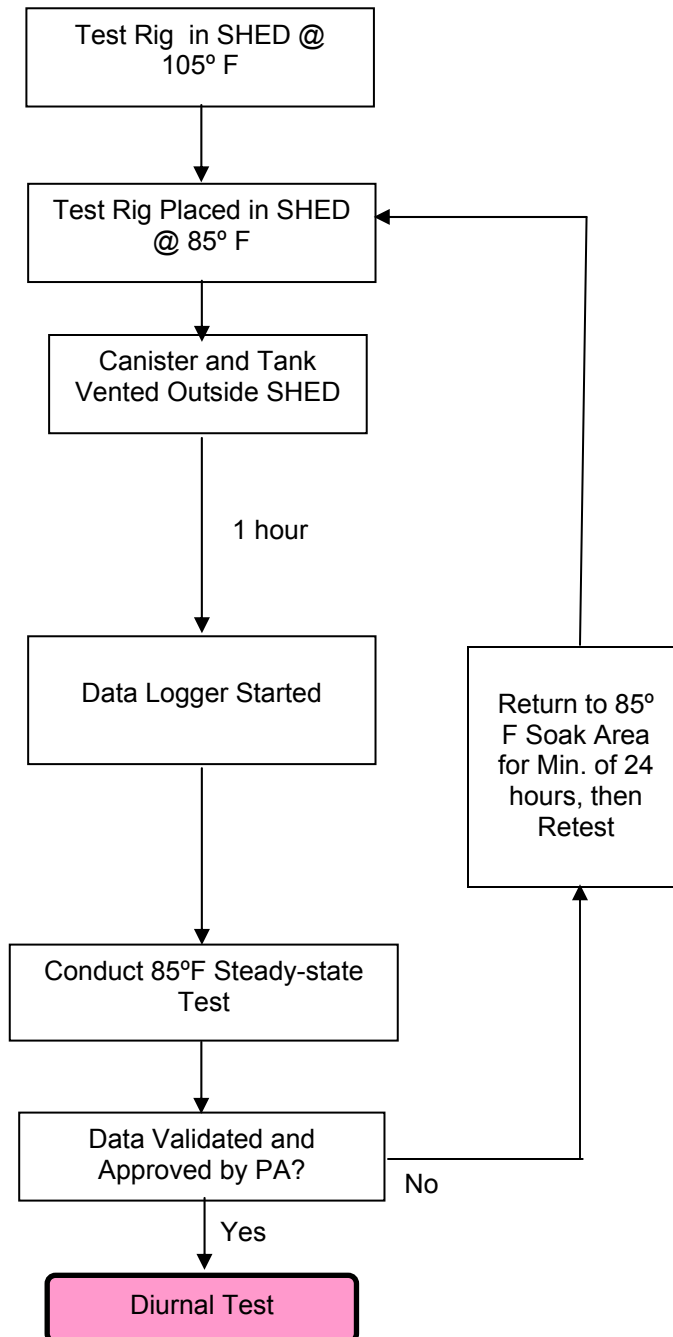 Test Rig in SHED @
105º F
Test Rig Placed in SHED
@ 85º F
Canister and Tank
Vented Outside SHED
1 hour
Data Logger Started
Return to 85º
F Soak Area
for Min. of 24
hours, then
Retest
Conduct 85ºF Steady-state
Test
Data Validated and
Approved by PA?
No
Yes
Diurnal Test